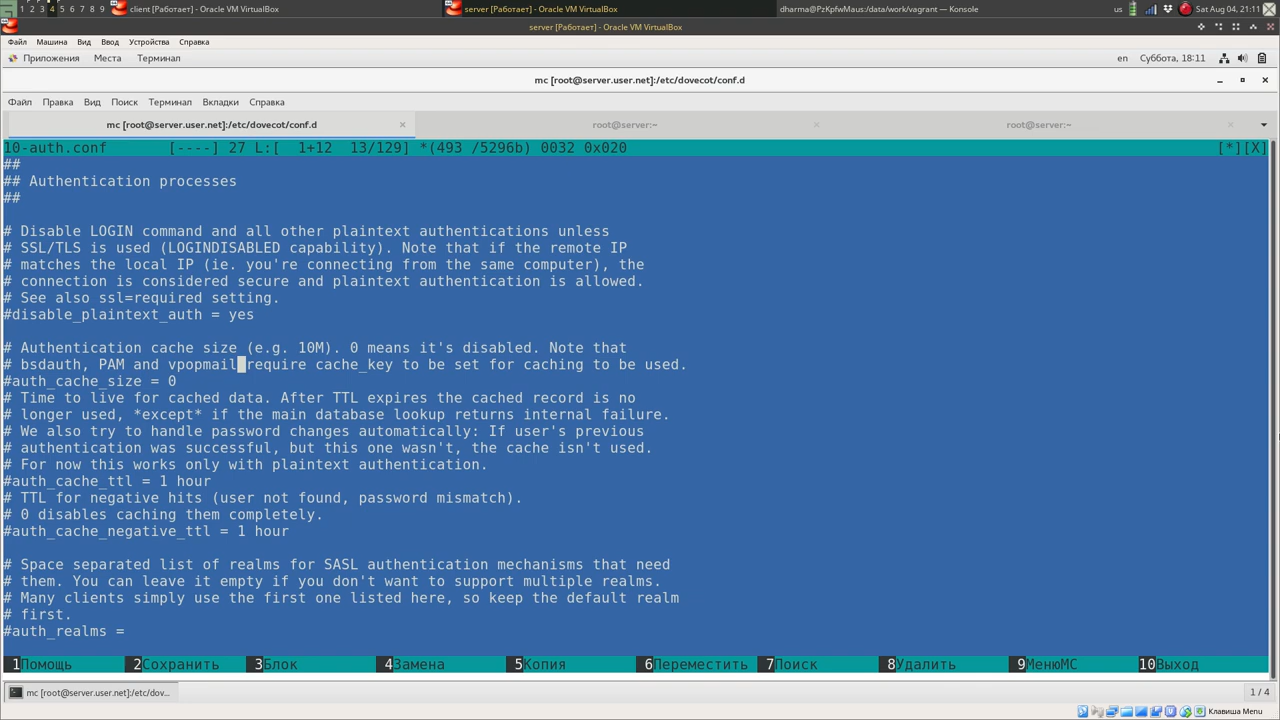 1 2 3 4 5 6 7 8 9
client [Работает] - Oracle VM VirtualBox
server [Работает] - Oracle VM VirtualBox
dharma@PzKpfwMaus:/data/work/vagrant — Konsole
us
Sat Aug 04, 21:11
server [Работает] - Oracle VM VirtualBox
Файл Машина Вид Ввод Устройства Справка
Приложения Места Терминал
en Суббота, 18:11
mc [root@server.user.net]:/etc/dovecot/conf.d
Файл Правка Вид Поиск Терминал Вкладки Справка
mc [root@server.user.net]:/etc/dovecot/conf.d
root@server:~
root@server:~
10-auth.conf [----] 27 L:[ 1+12 13/129] *(493 /5296b) 0032 0x020 [*][X]
##
## Authentication processes
##
# Disable LOGIN command and all other plaintext authentications unless
# SSL/TLS is used (LOGINDISABLED capability). Note that if the remote IP
# matches the local IP (ie. you're connecting from the same computer), the
# connection is considered secure and plaintext authentication is allowed.
# See also ssl=required setting.
#disable_plaintext_auth = yes
# Authentication cache size (e.g. 10M). 0 means it's disabled. Note that
# bsdauth, PAM and vpopmail require cache_key to be set for caching to be used.
#auth_cache_size = 0
# Time to live for cached data. After TTL expires the cached record is no
# longer used, *except* if the main database lookup returns internal failure.
# We also try to handle password changes automatically: If user's previous
# authentication was successful, but this one wasn't, the cache isn't used.
# For now this works only with plaintext authentication.
#auth_cache_ttl = 1 hour
# TTL for negative hits (user not found, password mismatch).
# 0 disables caching them completely.
#auth_cache_negative_ttl = 1 hour
# Space separated list of realms for SASL authentication mechanisms that need
# them. You can leave it empty if you don't want to support multiple realms.
# Many clients simply use the first one listed here, so keep the default realm
# first.
#auth_realms =
1Помощь 2Сохранить 3Блок 4Замена 5Копия 6Переместить 7Поиск 8Удалить 9МенюМС 10Выход
mc [root@server.user.net]:/etc/dov...
1 / 4
Клавиша Menu